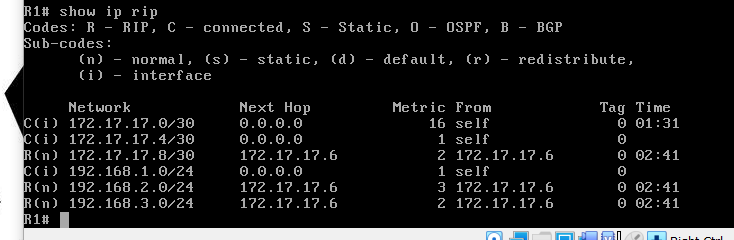 R1# show ip rip
Codes: R - RIP, C - connected, S - Static, O - OSPF, B - BGP
Sub-codes:
      (n) - normal, (s) - static, (d) - default, (r) - redistribute,
      (i) - interface
     Network            Next Hop         Metric From            Tag Time
C(i) 172.17.17.0/30     0.0.0.0              16 self              0 01:31
C(i) 172.17.17.4/30     0.0.0.0               1 self              0
R(n) 172.17.17.8/30     172.17.17.6           2 172.17.17.6       0 02:41
C(i) 192.168.1.0/24     0.0.0.0               1 self              0
R(n) 192.168.2.0/24     172.17.17.6           3 172.17.17.6       0 02:41
R(n) 192.168.3.0/24     172.17.17.6           2 172.17.17.6       0 02:41
R1#
Right Ctrl